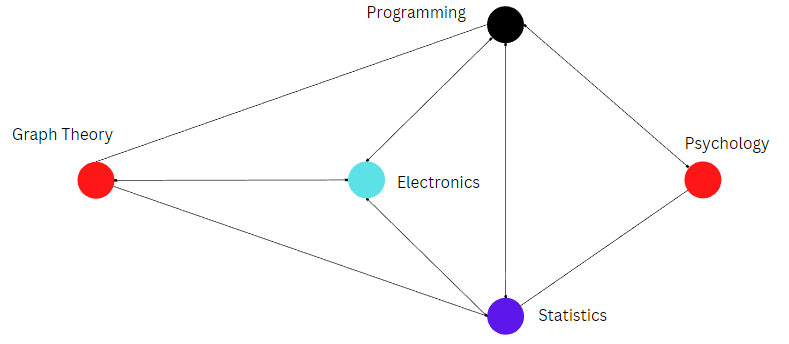 Programming
Graph Theory
Psychology
Electronics
Statistics